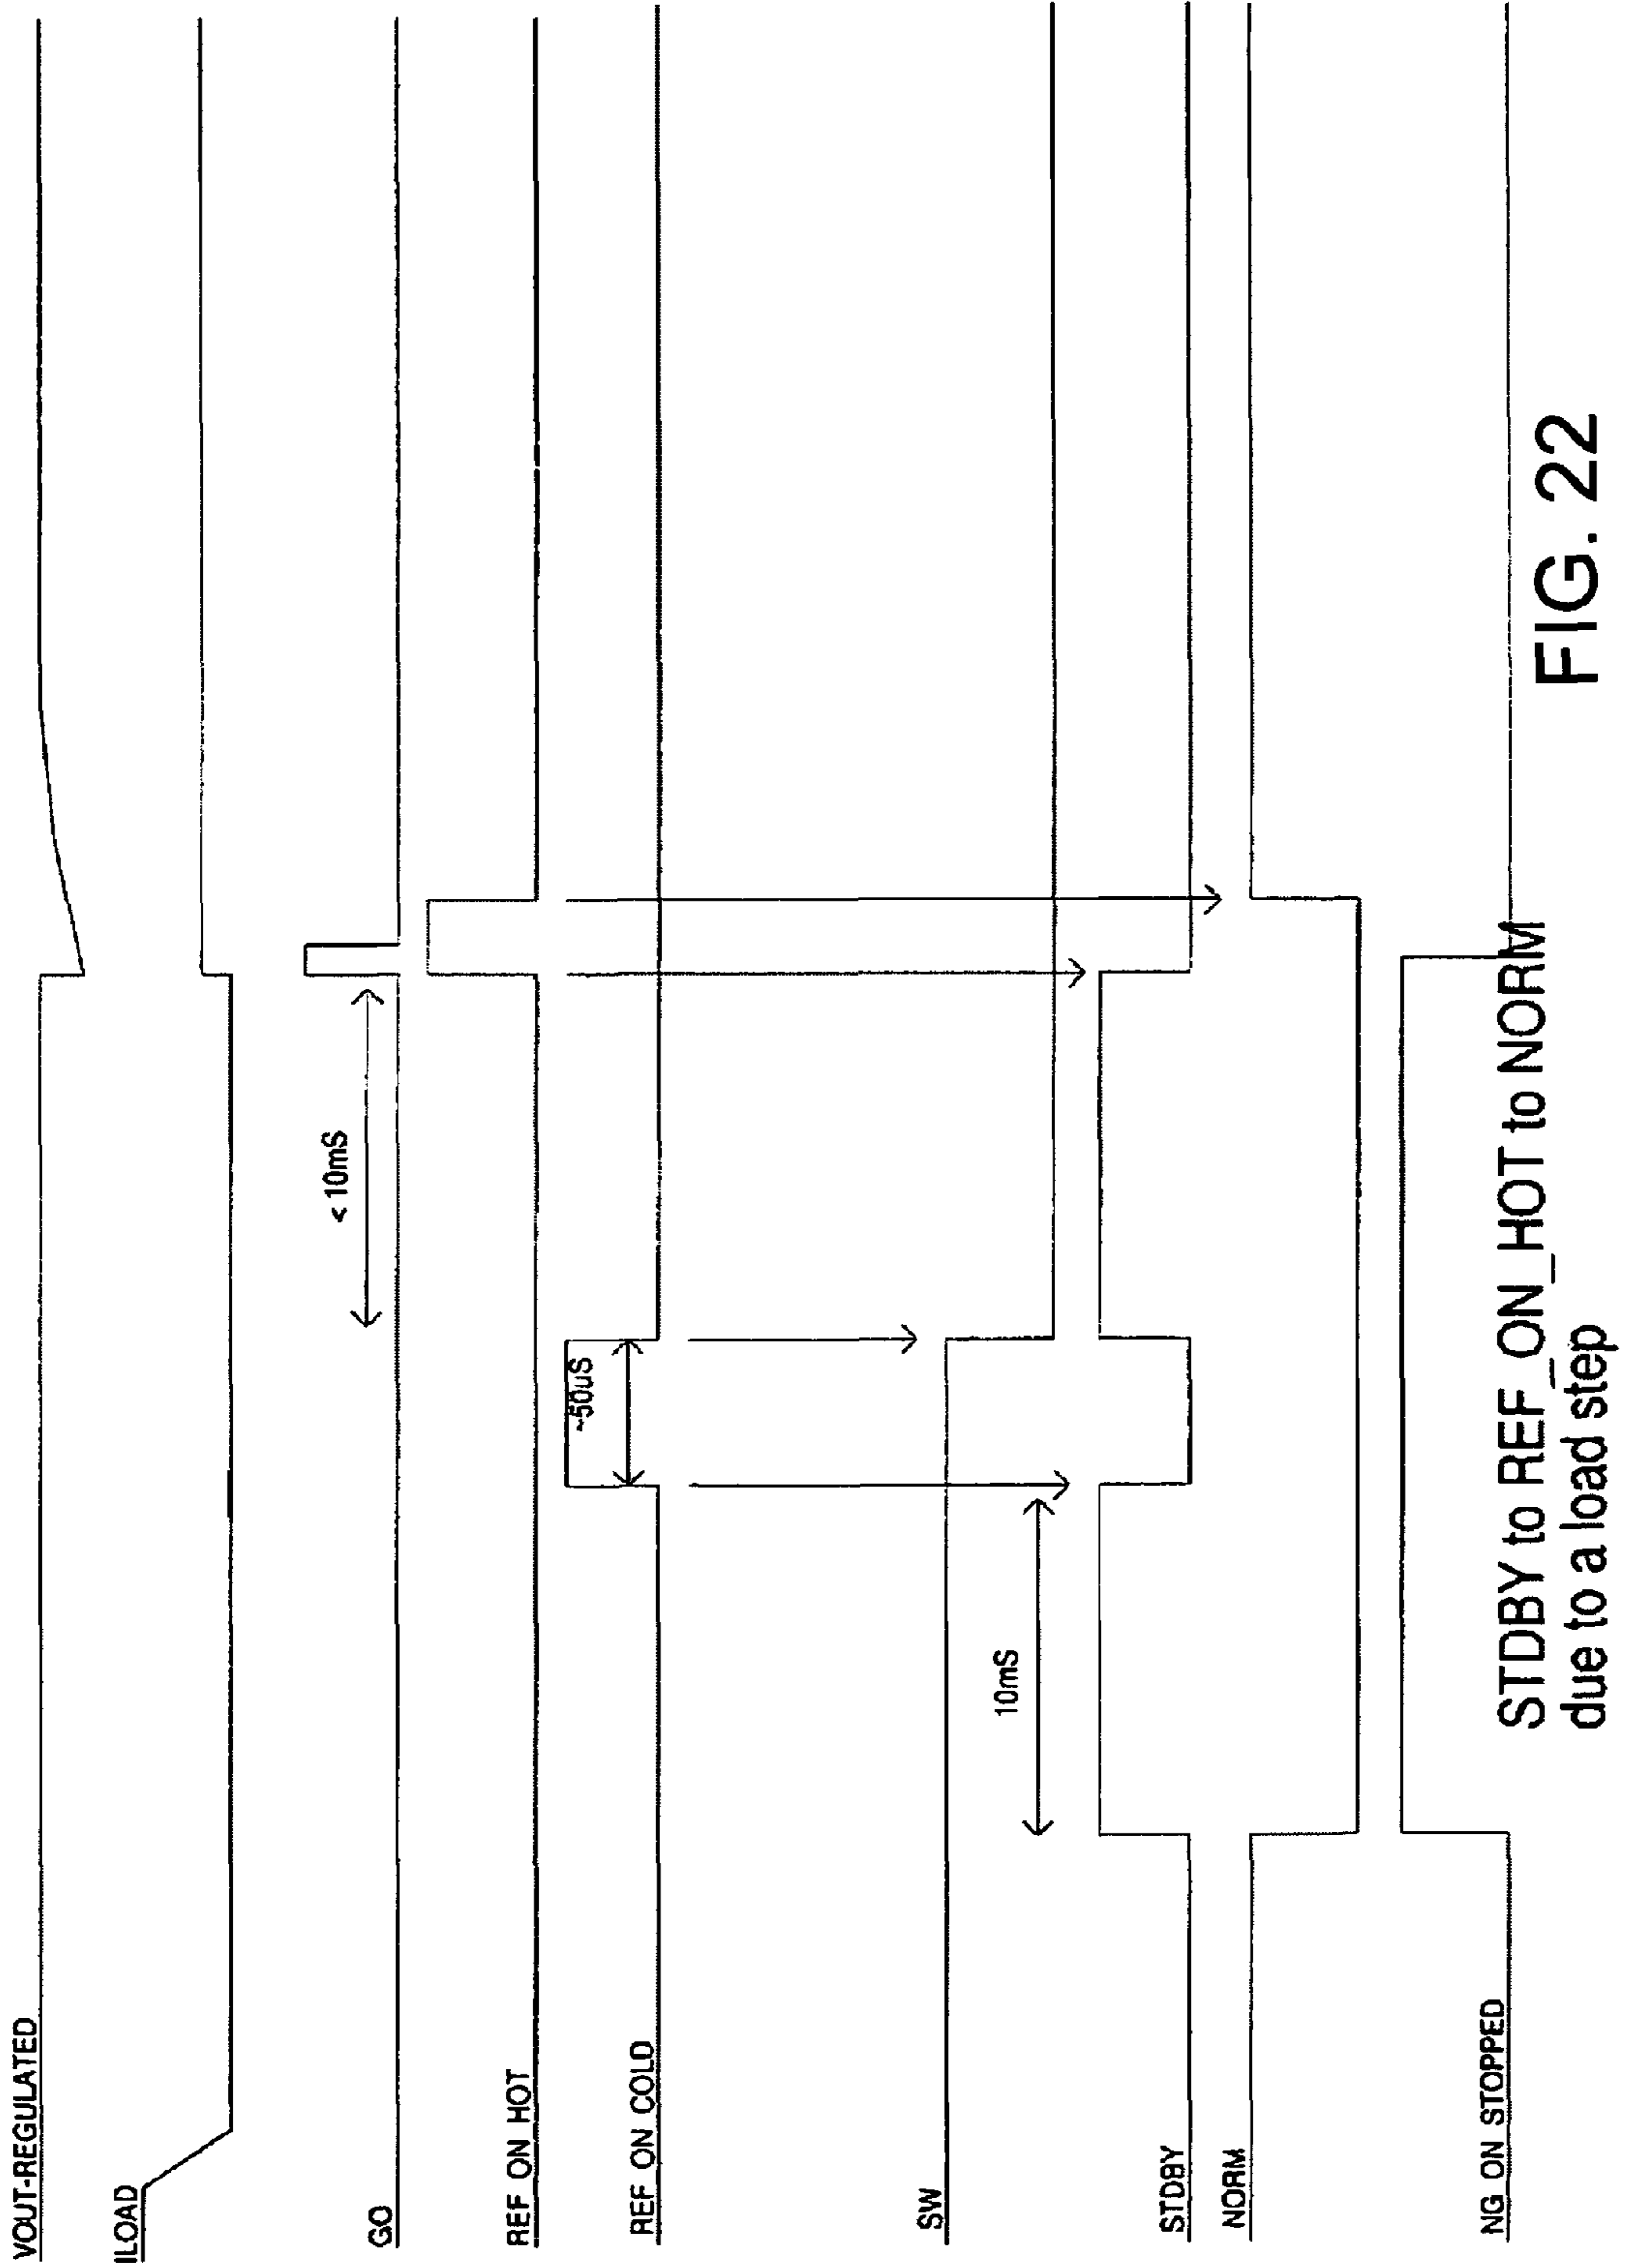 VOUT-REGULATED
ILOAD
GO
< 10mS
REF ON HOT
REF ON COLD
~50uS
SW
10mS
STDBY
NORM
NG ON STOPPED
STDBY to REF_ON_HOT to NORM
due to a load step
FIG. 22